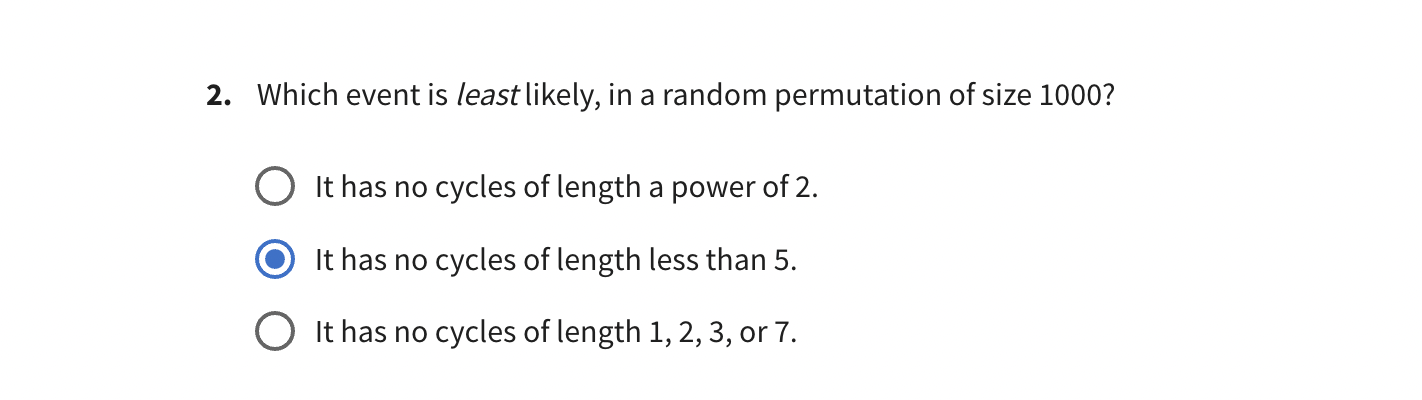 2. Which event is least likely, in a random permutation of size 1000?
It has no cycles of length a power of 2.
It has no cycles of length less than 5.
It has no cycles of length 1, 2, 3, or 7.